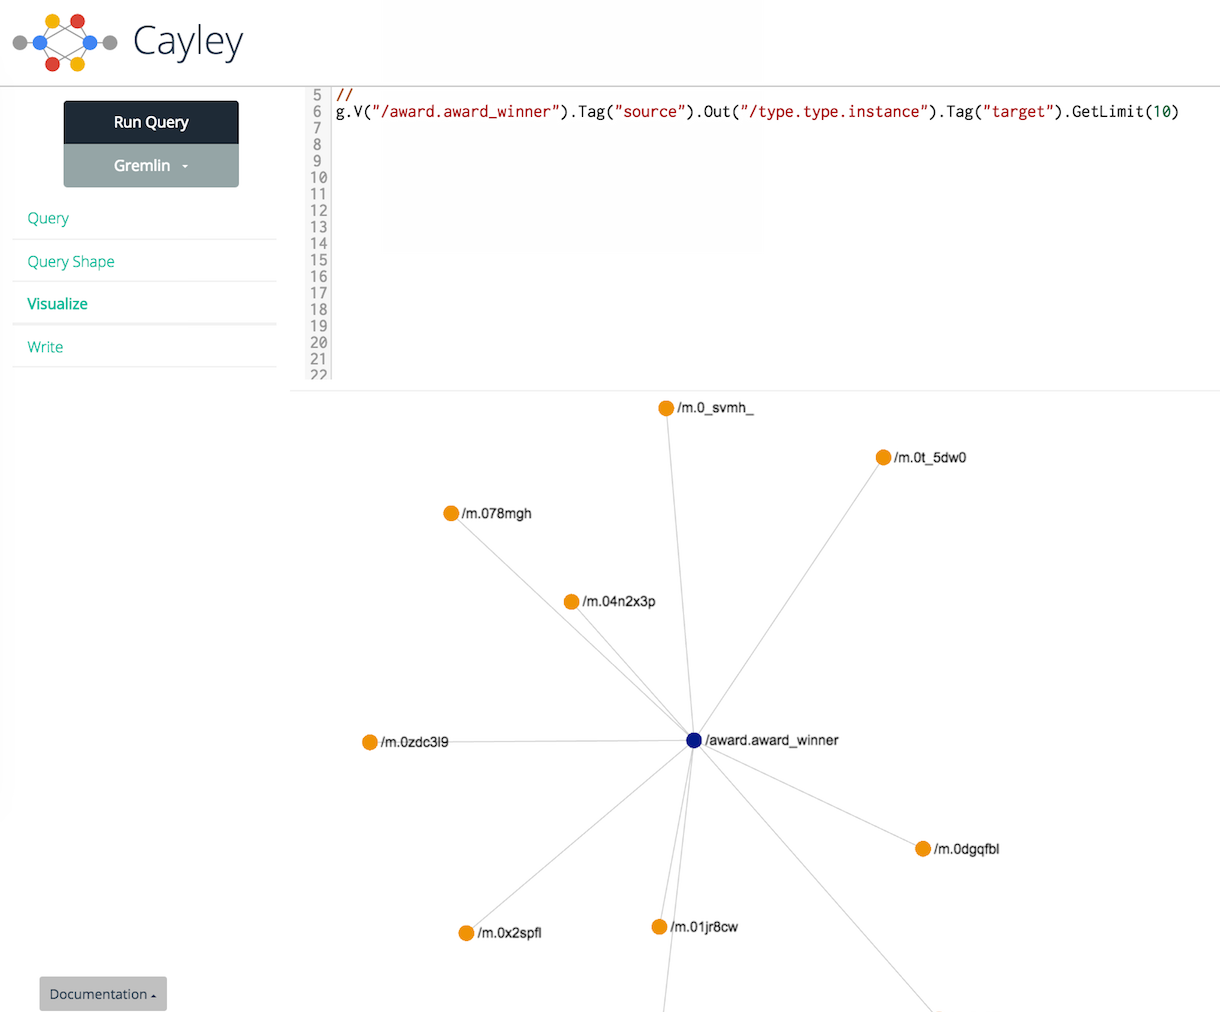 Cayley
Run Query
Gremlin
Query
Query Shape
Visualize
Write
5 //
6 g.V("/award.award_winner").Tag("source").Out("/type.type.instance").Tag("target").GetLimit(10)
7
8
9
10
11
12
13
14
15
16
17
18
19
20
21
22
/m.0_svmh_
/m.0t_5dw0
/m.078mgh
/m.04n2x3p
/m.0zdc3l9
/award.award_winner
/m.0dgqfbl
/m.01jr8cw
/m.0x2spfl
Documentation